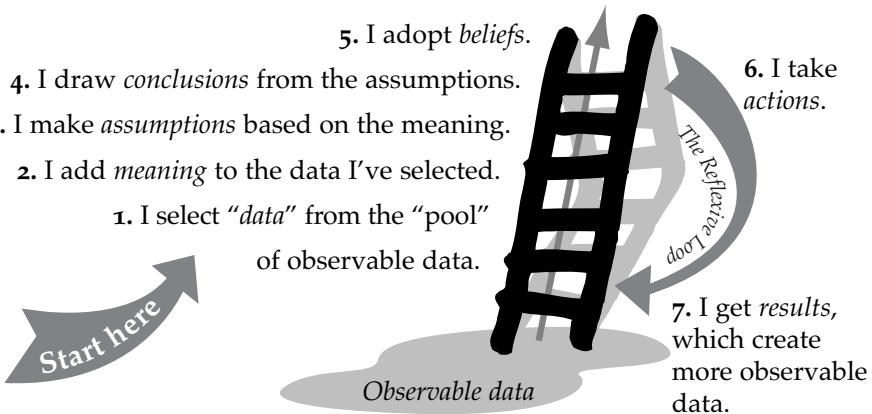 5. I adopt beliefs.
4. I draw conclusions from the assumptions.
. I make assumptions based on the meaning.
2. I add meaning to the data I've selected.
1. I select “data” from the “pool”
of observable data.
Start here
Observable data
6. I take
actions.
The Reflexive Loop
7. I get results,
which create
more observable
data.